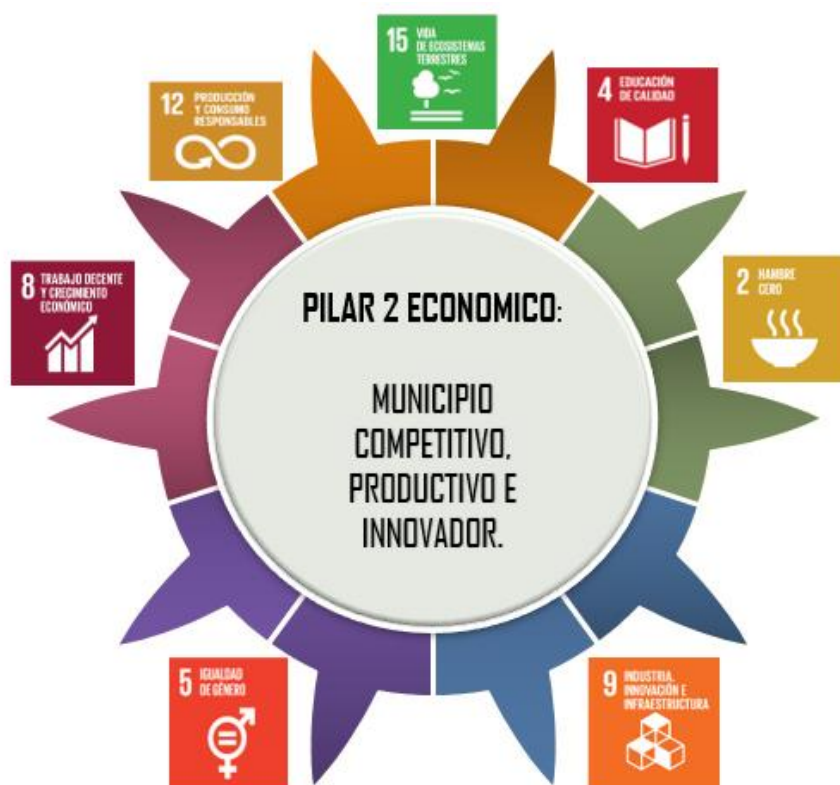 15 VIDA
DE ECOSISTEMAS
TERRESTRES
4 EDUCACIÓN
DE CALIDAD
12 PRODUCCIÓN
Y CONSUMO
RESPONSABLES
2 HAMBRE
CERO
8 TRABAJO DECENTE
Y CRECIMIENTO
ECONÓMICO
PILAR 2 ECONOMICO:
MUNICIPIO
COMPETITIVO,
PRODUCTIVO E
INNOVADOR.
5 IGUALDAD
DE GÉNERO
9 INDUSTRIA,
INNOVACIÓN E
INFRAESTRUCTURA